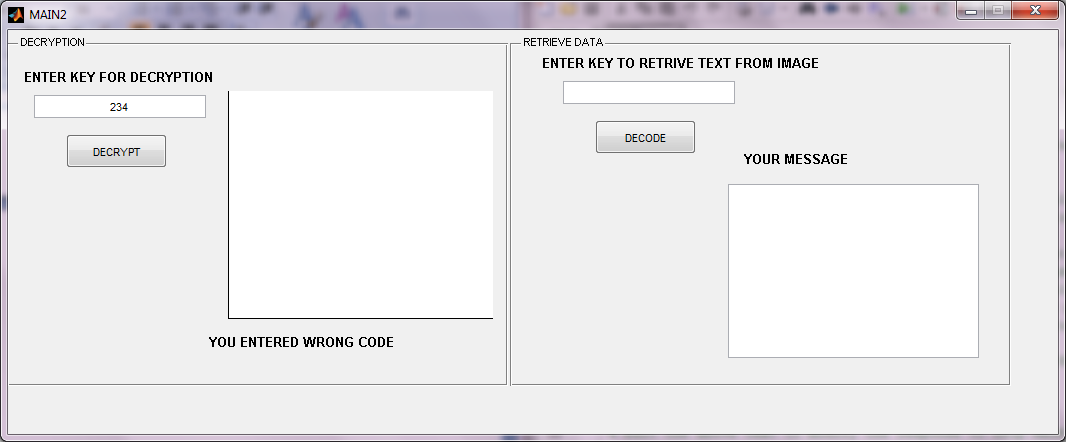 MAIN2
DECRYPTION
ENTER KEY FOR DECRYPTION
234
DECRYPT
YOU ENTERED WRONG CODE
RETRIEVE DATA
ENTER KEY TO RETRIVE TEXT FROM IMAGE
DECODE
YOUR MESSAGE